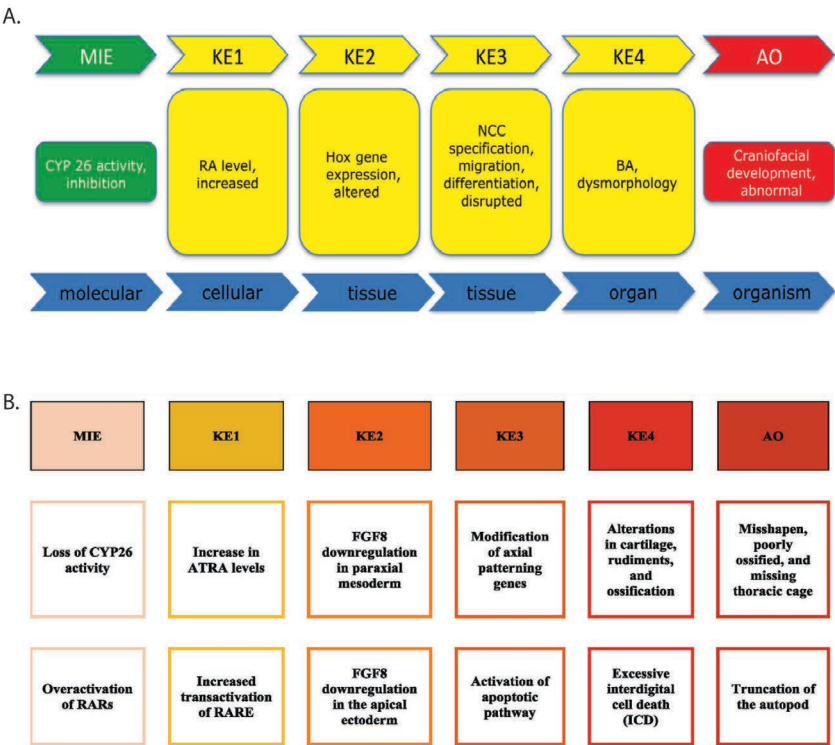 A.
MIE
KE1
KE2
KE3
KE4
AO
CYP 26 activity,
inhibition
RA level,
increased
Hox gene
expression,
altered
NCC
specification,
migration,
differentiation,
disrupted
BA,
dysmorphology
Craniofacial
development,
abnormal
molecular
cellular
tissue
tissue
organ
organism
B.
MIE
KE1
KE2
KE3
KE4
AO
Loss of CYP26
activity
Increase in
ATRA levels
FGF8
downregulation
in paraxial
mesoderm
Modification
of axial
patterning
genes
Alterations
in cartilage,
rudiments,
and
ossification
Misshapen,
poorly
ossified, and
missing
thoracic cage
Overactivation
of RARs
Increased
transactivation
of RARE
FGF8
downregulation
in the apical
ectoderm
Activation of
apoptotic
pathway
Excessive
interdigital
cell death
(ICD)
Truncation of
the autopod